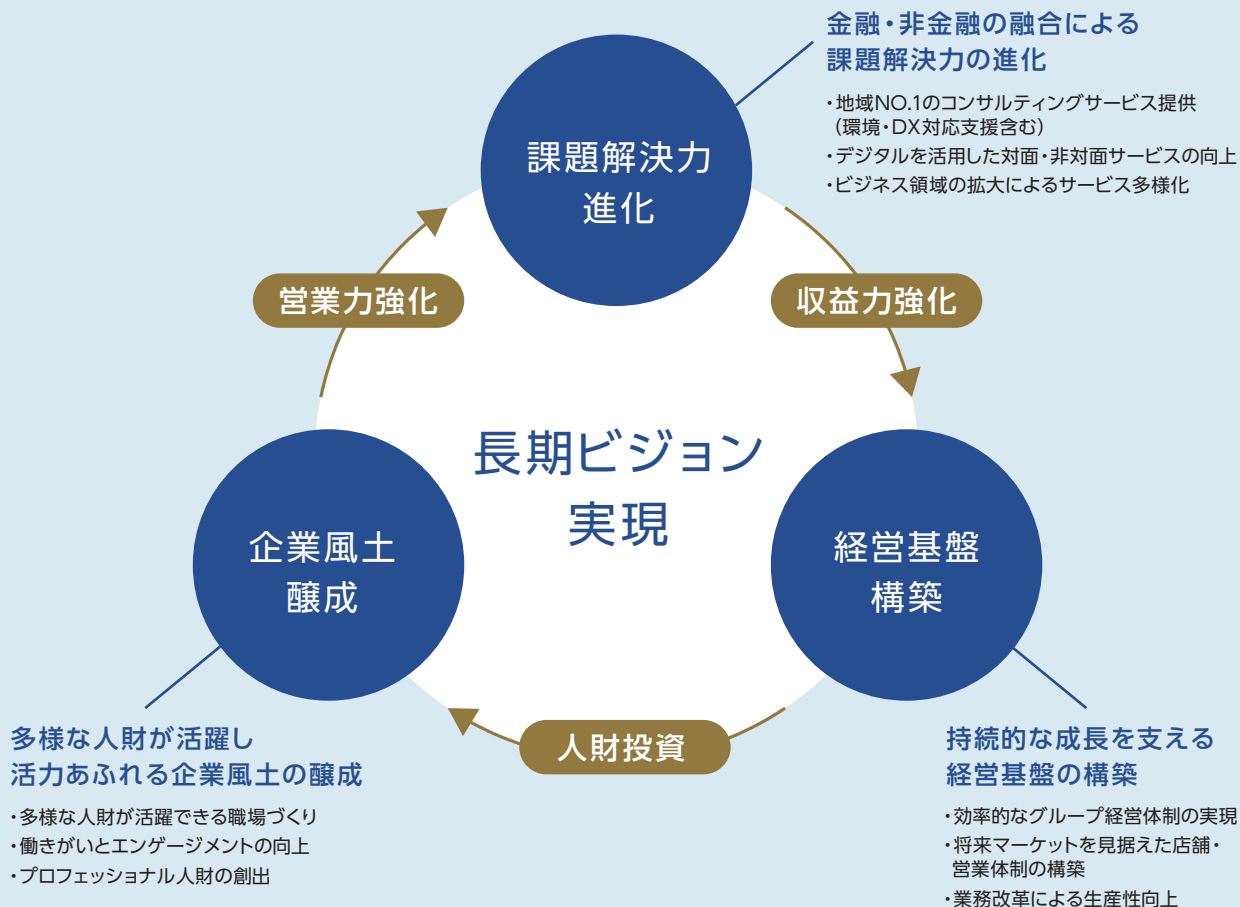 金融・非金融の融合による
課題解決力の進化
・地域NO.1のコンサルティングサービス提供
（環境・DX対応支援含む）
・デジタルを活用した対面・非対面サービスの向上
・ビジネス領域の拡大によるサービス多様化
課題解決力
進化
営業力強化
収益力強化
長期ビジョン
実現
企業風土
醸成
経営基盤
構築
人財投資
多様な人財が活躍し
活力あふれる企業風土の醸成
・多様な人財が活躍できる職場づくり
・働きがいとエンゲージメントの向上
・プロフェッショナル人財の創出
持続的な成長を支える
経営基盤の構築
・効率的なグループ経営体制の実現
・将来マーケットを見据えた店舗・
営業体制の構築
・業務改革による生産性向上